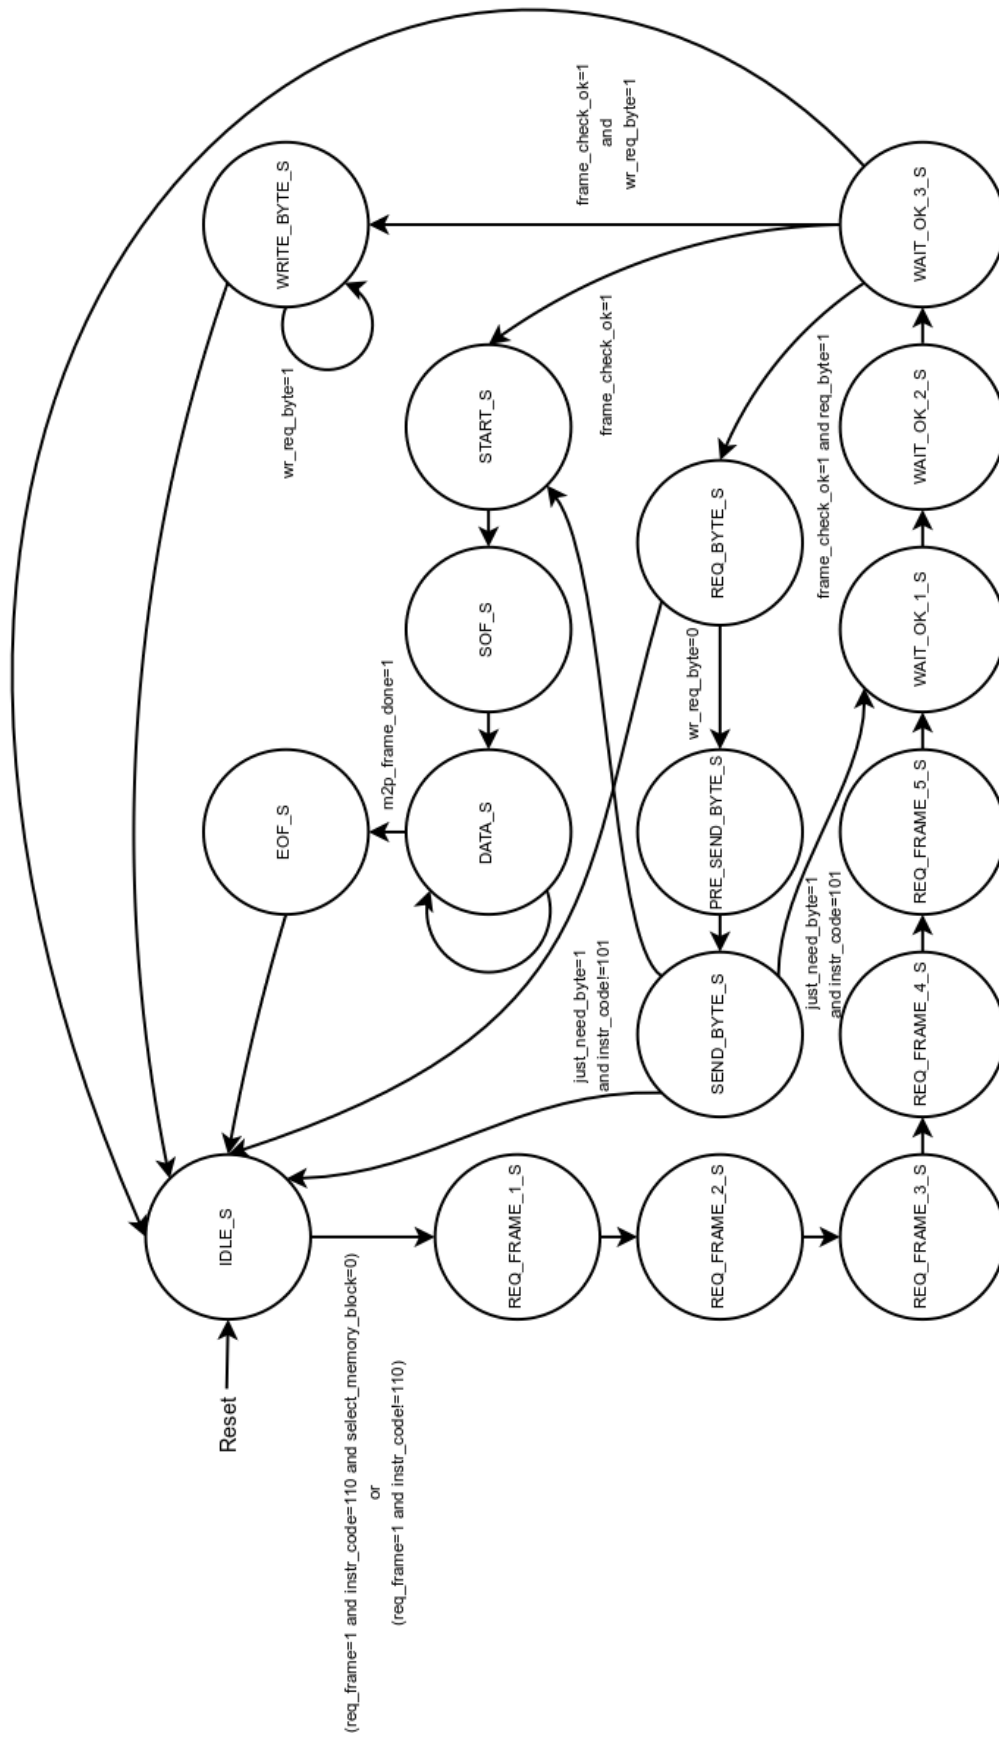 Reset
IDLE_S
(req_frame=1 and instr_code=110 and select_memory_block=0)
or
(req_frame=1 and instr_code!=110)
EOF_S
WRITE_BYTE_S
wr_req_byte=1
m2p_frame_done=1
DATA_S
SOF_S
START_S
frame_check_ok=1
and
wr_req_byte=1
frame_check_ok=1
just_need_byte=1
and instr_code!=101
REQ_FRAME_1_S
REQ_FRAME_2_S
SEND_BYTE_S
PRE_SEND_BYTE_S
wr_req_byte=0
REQ_BYTE_S
just_need_byte=1
and instr_code=101
frame_check_ok=1 and req_byte=1
REQ_FRAME_3_S
REQ_FRAME_4_S
REQ_FRAME_5_S
WAIT_OK_1_S
WAIT_OK_2_S
WAIT_OK_3_S